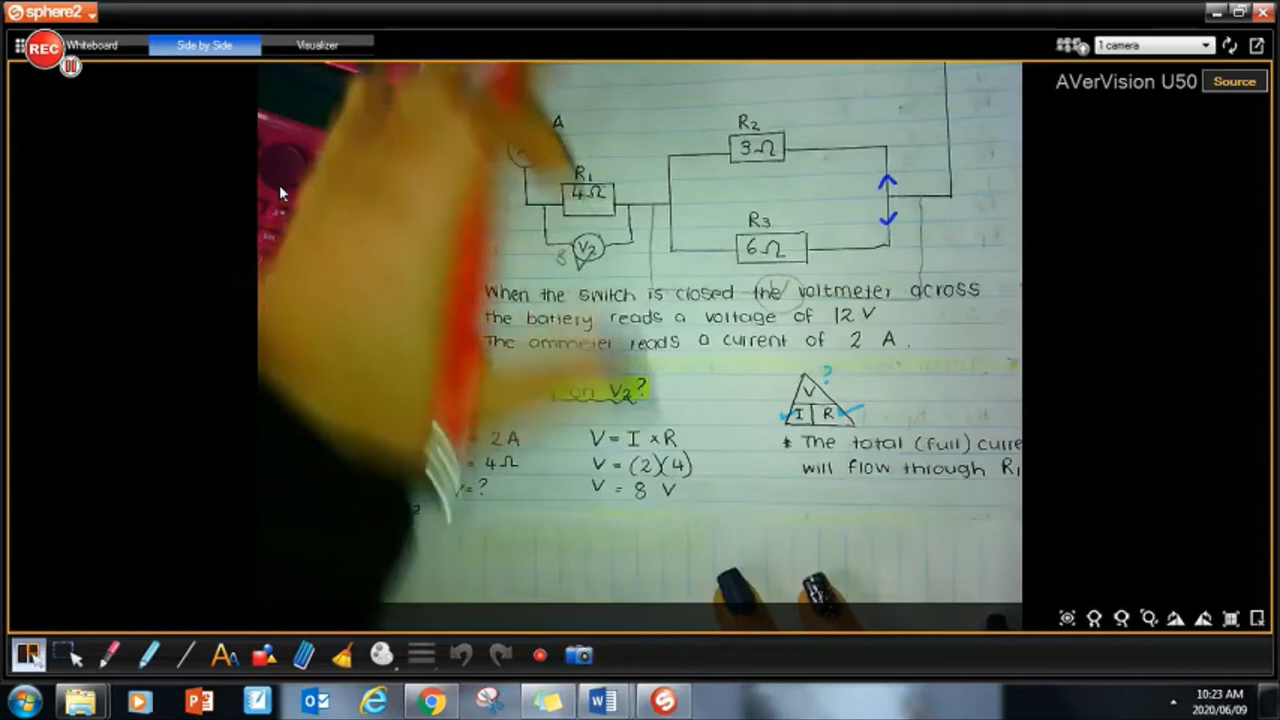 sphere2
REC
Whiteboard
Side by Side
Visualizer
1 camera
AVerVision U50
Source
A
R2
3Ω
R1
4Ω
R3
6Ω
8
V2
When the switch is closed the voltmeter across
the battery reads a voltage of 12 V
The ammeter reads a current of 2 A.
on V2?
?
V
I R
= 2A
V = I × R
= 4Ω
V = (2)(4)
V=?
V = 8 V
* The total (full) curre
will flow through R1
10:23 AM
2020/06/09